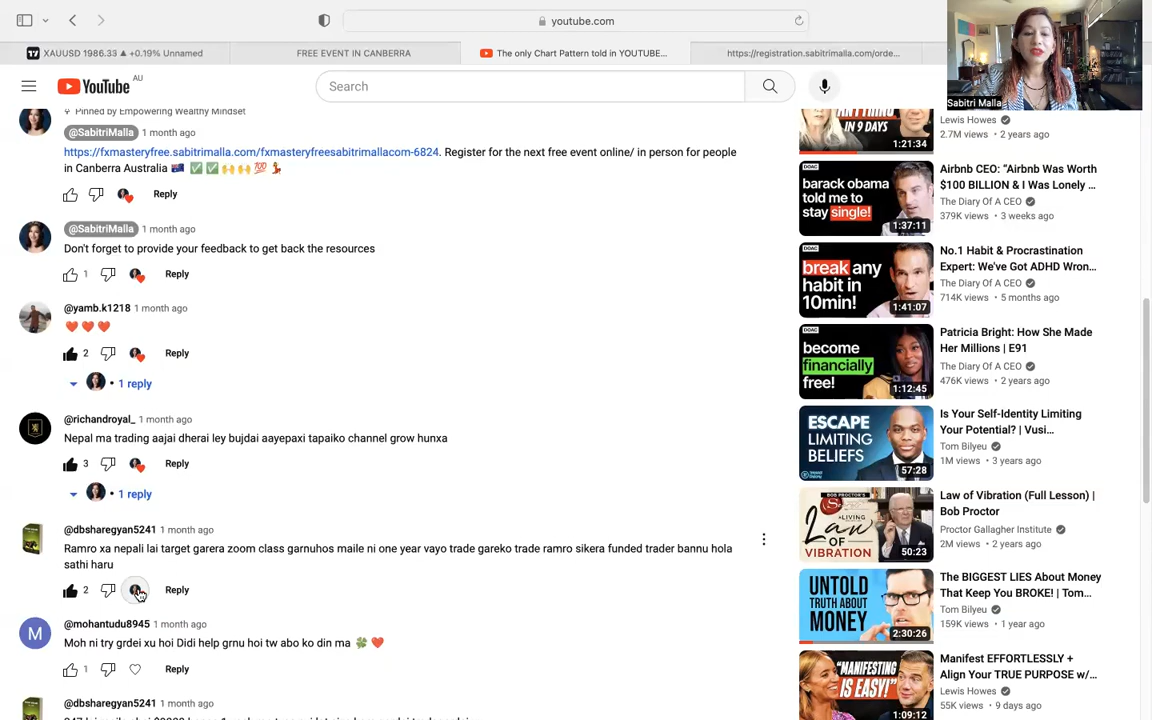 youtube.com
XAUUSD 1986.33 ▲ +0.19% Unnamed
FREE EVENT IN CANBERRA
The only Chart Pattern told in YOUTUBE...
https://registration.sabitrimalla.com/orde...
YouTube AU
Search
Sabitri Malla
Pinned by Empowering Wealthy Mindset
@SabitriMalla 1 month ago
https://fxmasteryfree.sabitrimalla.com/fxmasteryfreesabitrimallacom-6824. Register for the next free event online/ in person for people
in Canberra Australia 🇦🇺 ✅ ✅ 🙌 🙌 💯 💃
Reply
@SabitriMalla 1 month ago
Don't forget to provide your feedback to get back the resources
1 Reply
@yamb.k1218 1 month ago
❤️ ❤️ ❤️
2 Reply
1 reply
@richandroyal_ 1 month ago
Nepal ma trading aajai dherai ley bujdai aayepaxi tapaiko channel grow hunxa
3 Reply
1 reply
@dbsharegyan5241 1 month ago
Ramro xa nepali lai target garera zoom class garnuhos maile ni one year vayo trade gareko trade ramro sikera funded trader bannu hola
sathi haru
2 Reply
M
@mohantudu8945 1 month ago
Moh ni try grdei xu hoi Didi help grnu hoi tw abo ko din ma 🍀 ❤️
1 Reply
@dbsharegyan5241 1 month ago
ANYTHING
IN 9 DAYS
1:21:34
Lewis Howes
2.7M views • 2 years ago
DOAC
barack obama
told me to
stay single!
1:37:11
Airbnb CEO: “Airbnb Was Worth
$100 BILLION & I Was Lonely ...
The Diary Of A CEO
379K views • 3 weeks ago
DOAC
break any
habit in
10min!
1:41:07
No.1 Habit & Procrastination
Expert: We've Got ADHD Wron...
The Diary Of A CEO
714K views • 5 months ago
DOAC
become
financially
free!
1:12:45
Patricia Bright: How She Made
Her Millions | E91
The Diary Of A CEO
476K views • 2 years ago
ESCAPE
LIMITING
BELIEFS
57:28
Is Your Self-Identity Limiting
Your Potential? | Vusi...
Tom Bilyeu
1M views • 3 years ago
BOB PROCTOR'S
LIVING
LAW OF
VIBRATION
50:23
Law of Vibration (Full Lesson) |
Bob Proctor
Proctor Gallagher Institute
2M views • 2 years ago
UNTOLD
TRUTH ABOUT
MONEY
2:30:26
The BIGGEST LIES About Money
That Keep You BROKE! | Tom...
Tom Bilyeu
159K views • 1 year ago
"MANIFESTING
IS EASY!"
1:09:12
Manifest EFFORTLESSLY +
Align Your TRUE PURPOSE w/...
Lewis Howes
55K views • 9 days ago